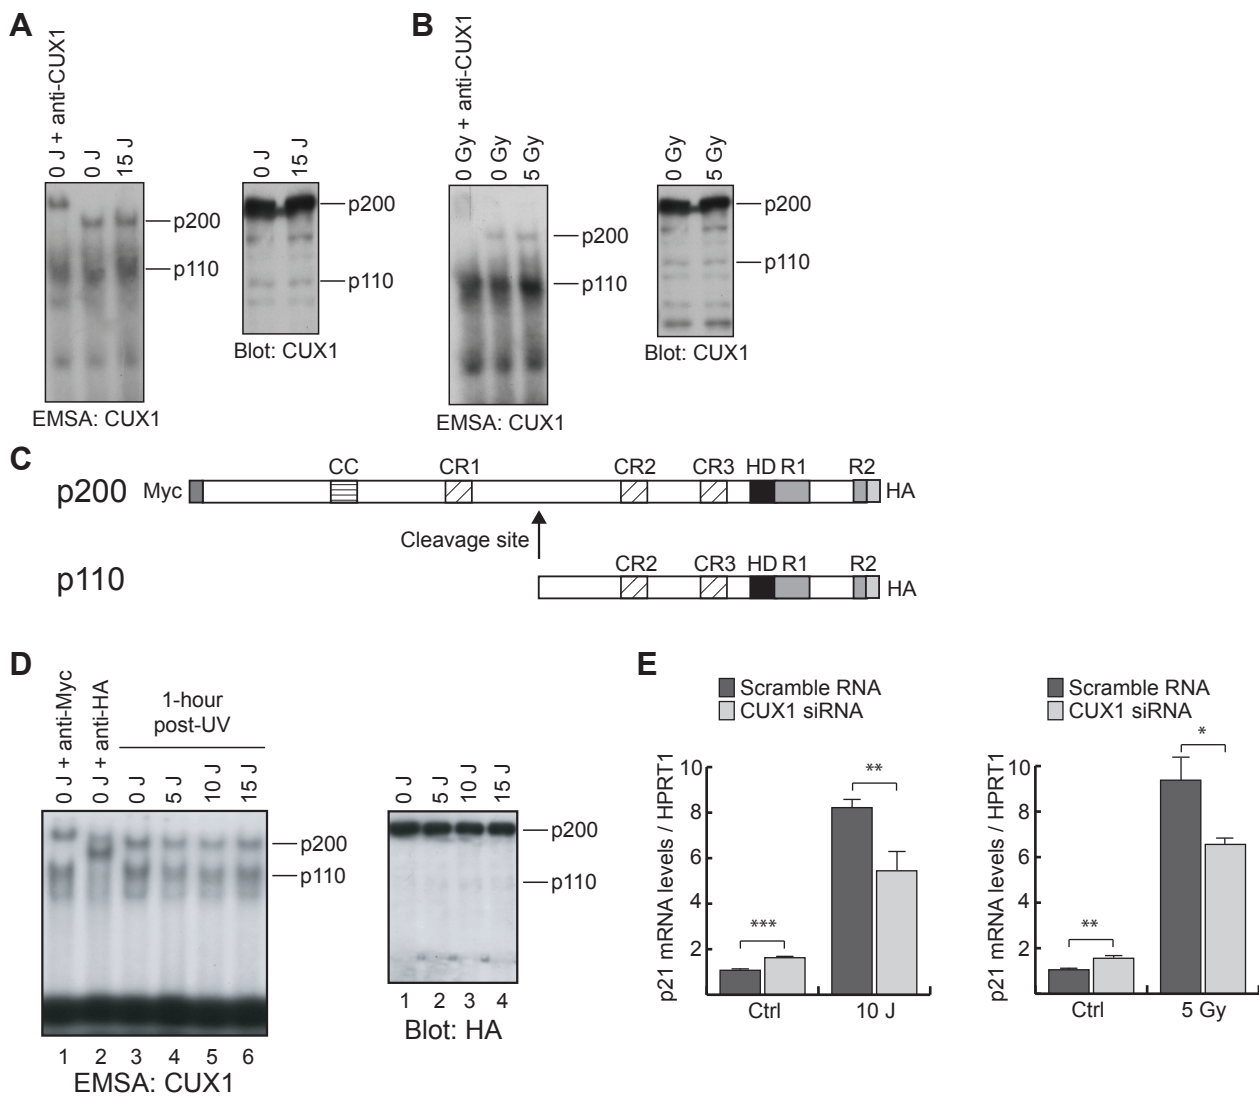 A
0 J + anti-CUX1
0 J
15 J
p200
p110
EMSA: CUX1
0 J
15 J
p200
p110
Blot: CUX1
B
0 Gy + anti-CUX1
0 Gy
5 Gy
p200
p110
EMSA: CUX1
0 Gy
5 Gy
p200
p110
Blot: CUX1
C
CC CR1 CR2 CR3 HD R1 R2
p200 Myc HA
Cleavage site
CR2 CR3 HD R1 R2
p110 HA
D
0 J + anti-Myc
0 J + anti-HA
1-hour
post-UV
0 J
5 J
10 J
15 J
p200
p110
1 2 3 4 5 6
EMSA: CUX1
0 J
5 J
10 J
15 J
p200
p110
1 2 3 4
Blot: HA
E
Scramble RNA
CUX1 siRNA
p21 mRNA levels / HPRT1
10
8
6
4
2
***
**
Ctrl 10 J
Scramble RNA
CUX1 siRNA
p21 mRNA levels / HPRT1
10
8
6
4
2
**
*
Ctrl 5 Gy